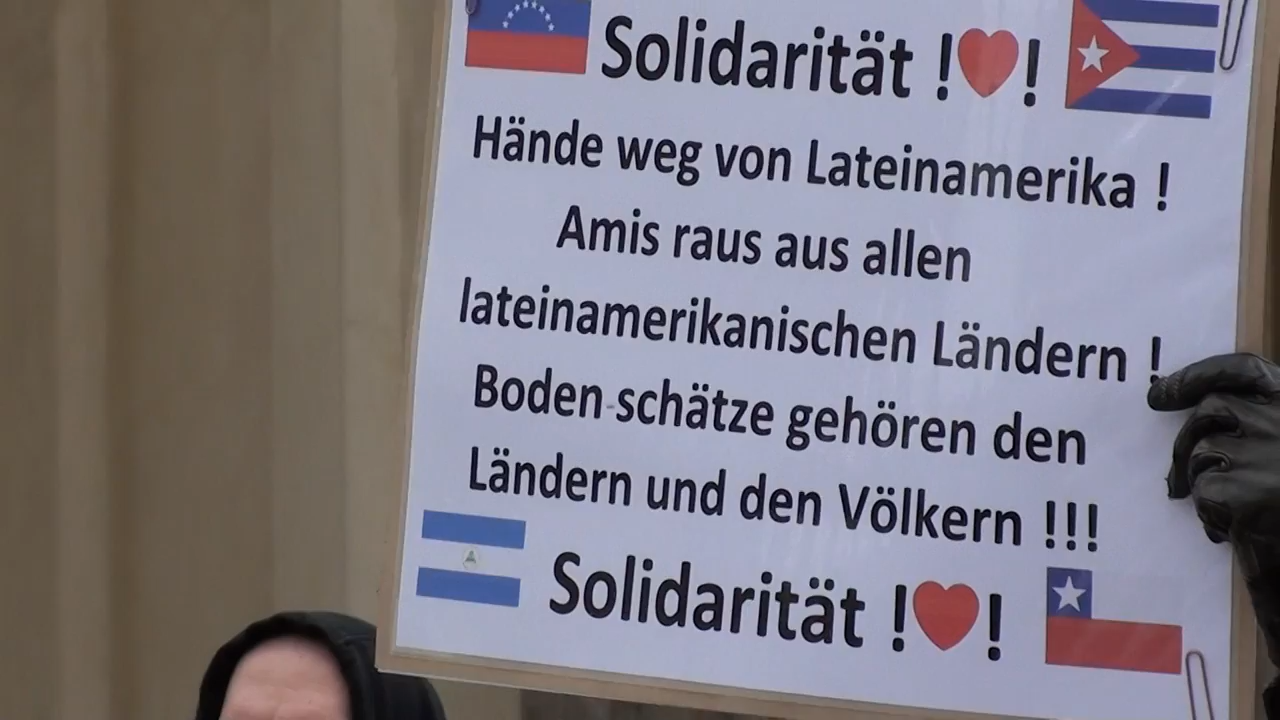 Solidarität !❤!
Hände weg von Lateinamerika !
Amis raus aus allen
lateinamerikanischen Ländern !
Boden-schätze gehören den
Ländern und den Völkern !!!
Solidarität !❤!